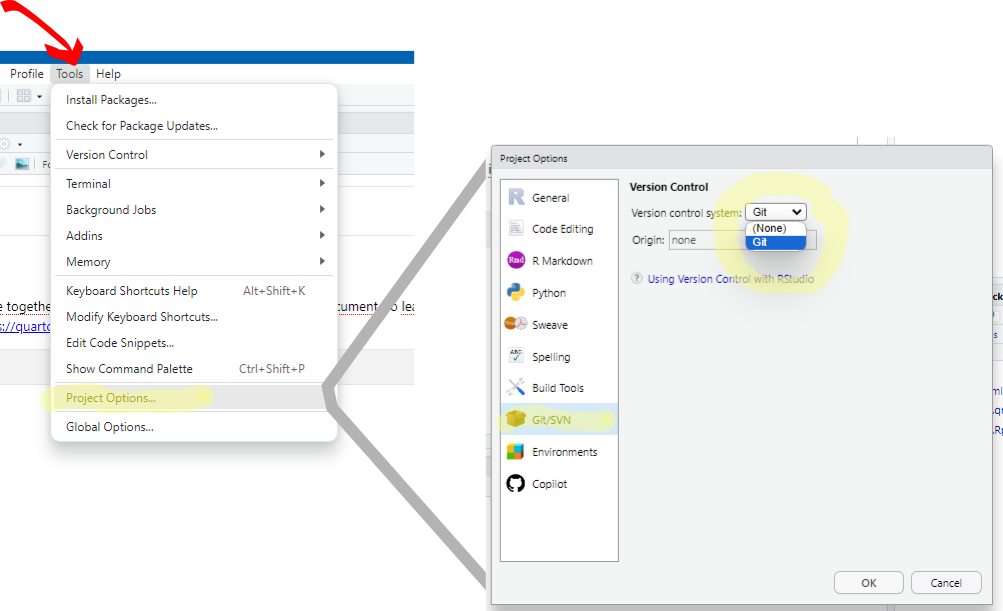 Profile Tools Help
Install Packages...
Check for Package Updates...
Version Control
Terminal
Background Jobs
Addins
Memory
Keyboard Shortcuts Help Alt+Shift+K
Modify Keyboard Shortcuts...
Edit Code Snippets...
Show Command Palette Ctrl+Shift+P
Project Options...
Global Options...
e together
cument to lea
s://quarto
Project Options
General
Code Editing
Rmd R Markdown
Python
Sweave
ABC Spelling
Build Tools
Git/SVN
Environments
Copilot
Version Control
Version control system: Git
(None)
Git
Origin: none
? Using Version Control with RStudio
OK Cancel